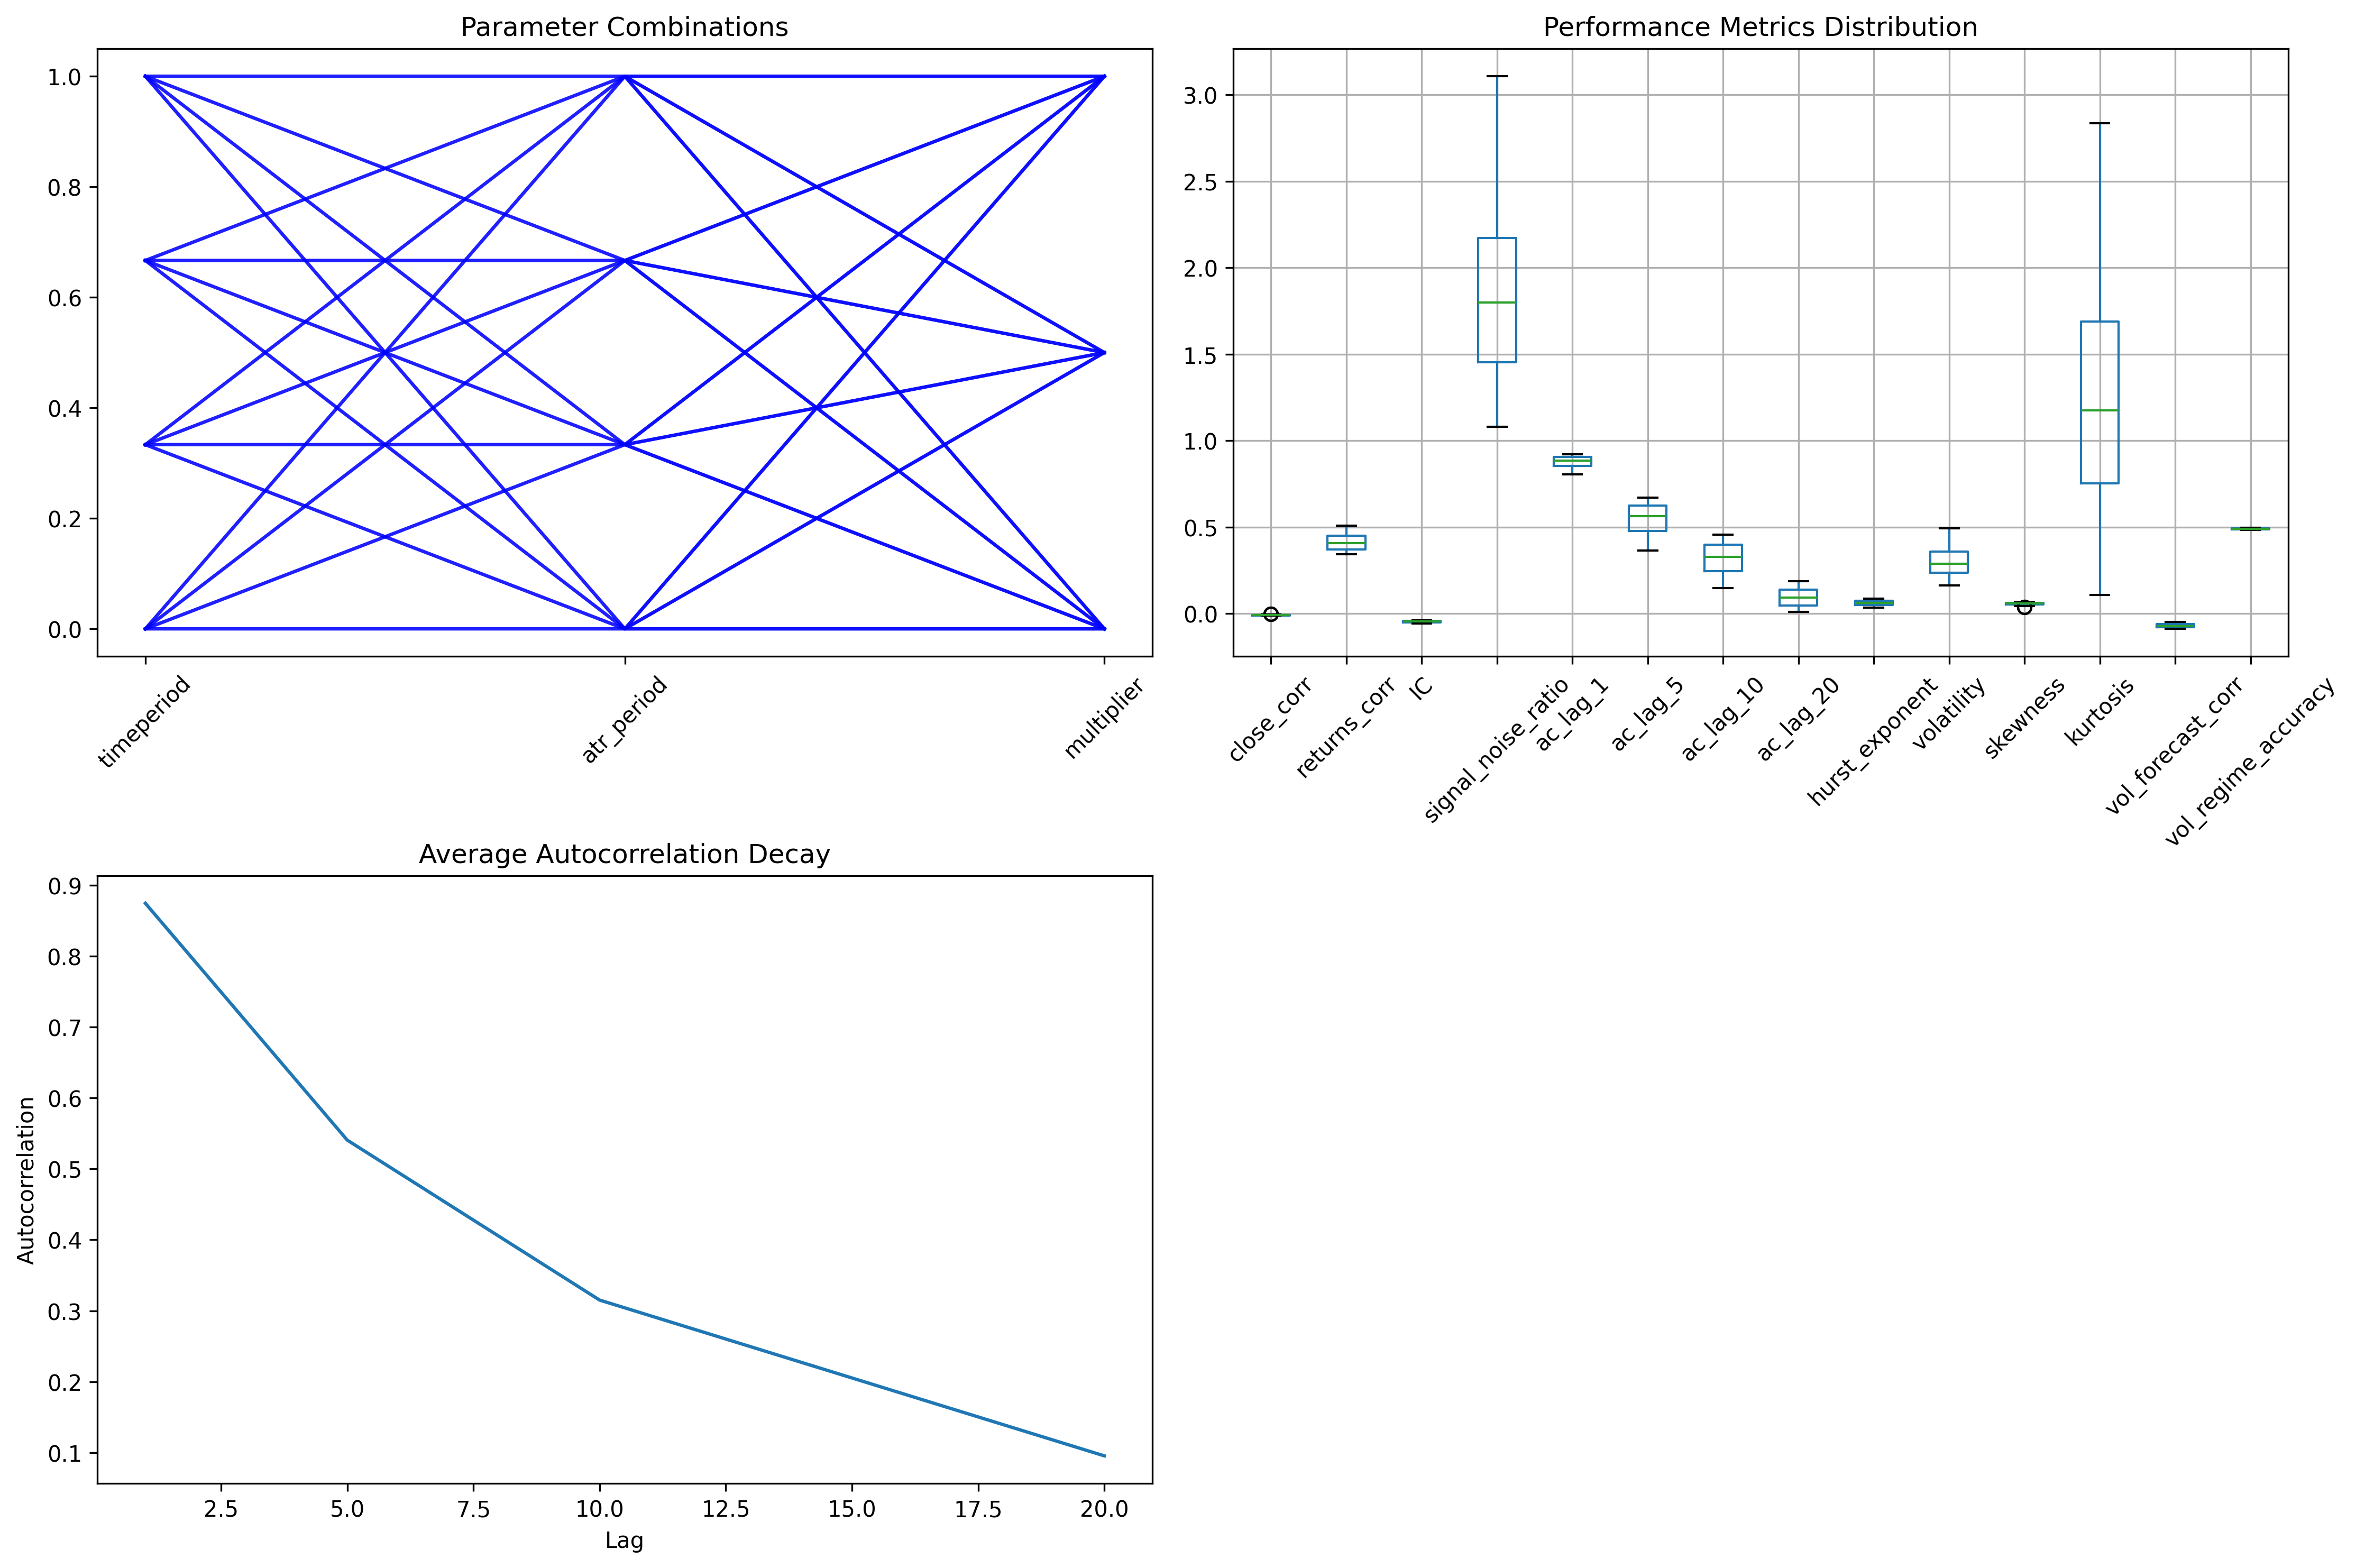 Parameter Combinations
1.0
0.8
0.6
0.4
0.2
0.0
timeperiod
atr_period
multiplier
Performance Metrics Distribution
3.0
2.5
2.0
1.5
1.0
0.5
0.0
close_corr
returns_corr
IC
signal_noise_ratio
ac_lag_1
ac_lag_5
ac_lag_10
ac_lag_20
hurst_exponent
volatility
skewness
kurtosis
vol_forecast_corr
vol_regime_accuracy
Average Autocorrelation Decay
Autocorrelation
0.9
0.8
0.7
0.6
0.5
0.4
0.3
0.2
0.1
2.5 5.0 7.5 10.0 12.5 15.0 17.5 20.0
Lag